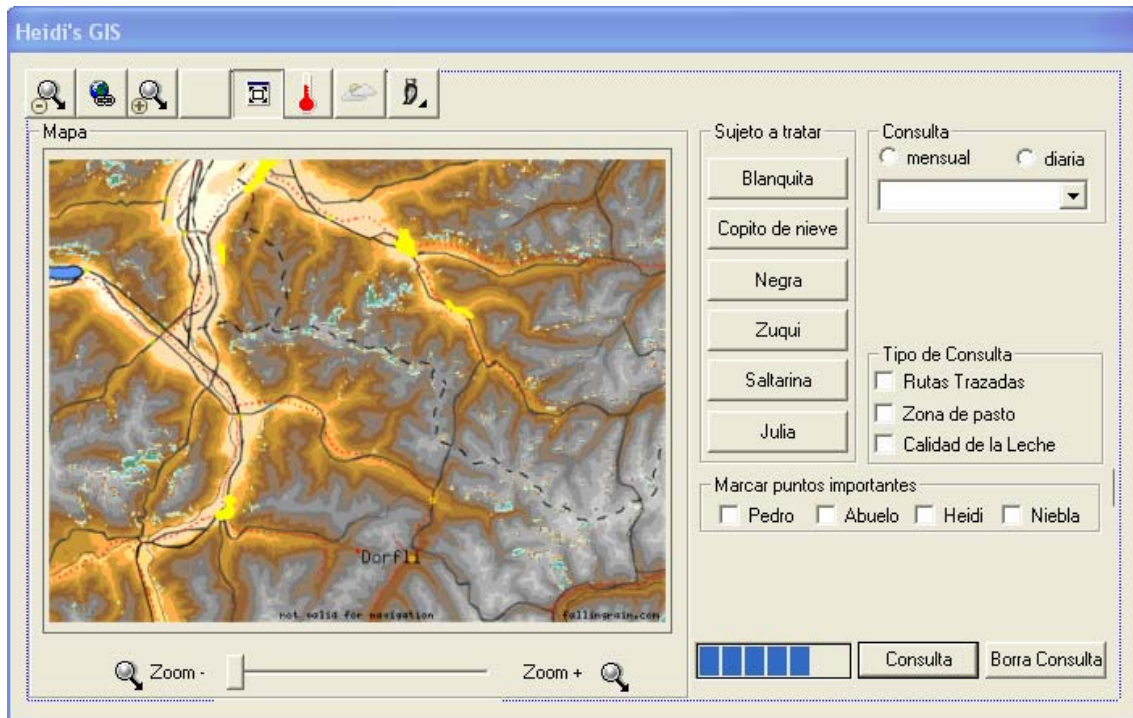 Heidi's GIS
Mapa
Sujeto a tratar
Consulta
mensual diaria
Blanquita
Copito de nieve
Negra
Zuqui
Saltarina
Julia
Tipo de Consulta
Rutas Trazadas
Zona de pasto
Calidad de la Leche
Marcar puntos importantes
Pedro Abuelo Heidi Niebla
Dorfli
not valid for navigation fallingrain.com
Zoom - Zoom +
Consulta Borra Consulta